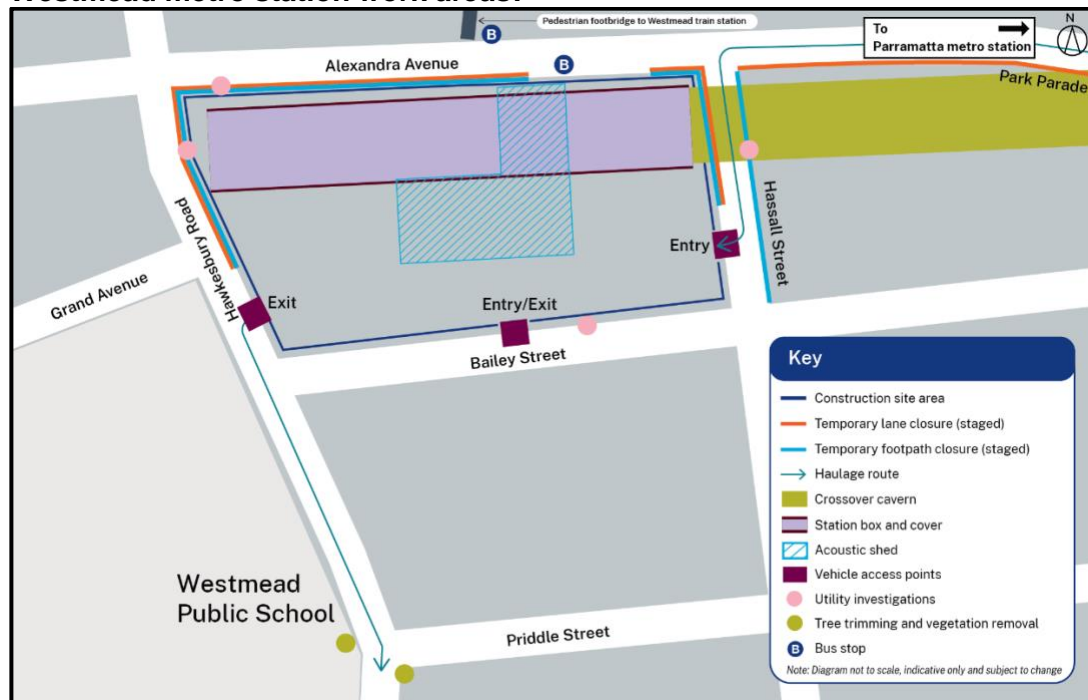 Westmead metro station work areas:
Pedestrian footbridge to Westmead train station
B
B
To
Parramatta metro station
N
Alexandra Avenue
Park Parade
Hawkesbury Road
Hassall Street
Grand Avenue
Entry
Exit
Entry/Exit
Bailey Street
Westmead
Public School
Priddle Street
Key
Construction site area
Temporary lane closure (staged)
Temporary footpath closure (staged)
Haulage route
Crossover cavern
Station box and cover
Acoustic shed
Vehicle access points
Utility investigations
Tree trimming and vegetation removal
B Bus stop
Note: Diagram not to scale, indicative only and subject to change